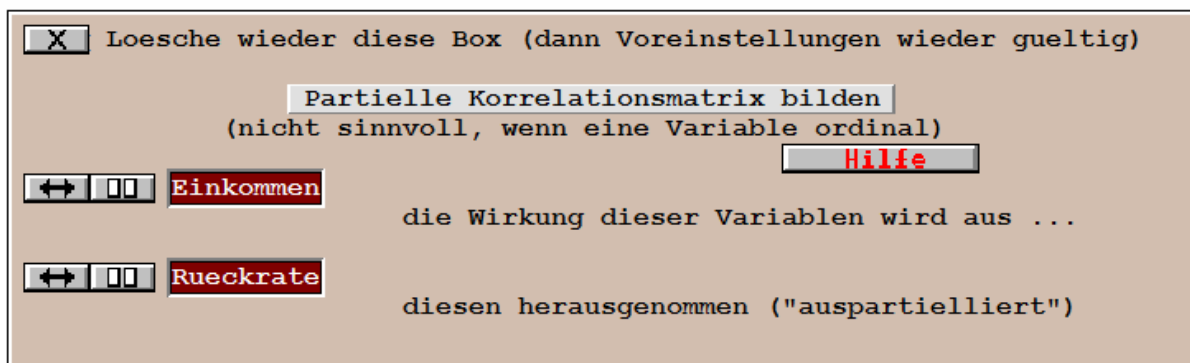 X Loesche wieder diese Box (dann Voreinstellungen wieder gueltig)
Partielle Korrelationsmatrix bilden
(nicht sinnvoll, wenn eine Variable ordinal)
Hilfe
Einkommen
die Wirkung dieser Variablen wird aus ...
Rueckrate
diesen herausgenommen ("auspartielliert")